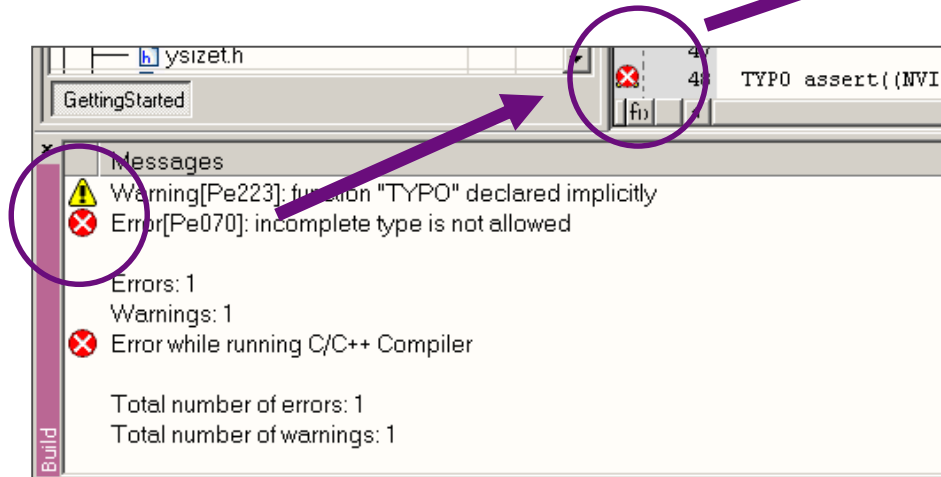 ysizet.h
47
48 TYPO assert((NVI
GettingStarted
Messages
Warning[Pe223]: function "TYPO" declared implicitly
Error[Pe070]: incomplete type is not allowed
Errors: 1
Warnings: 1
Error while running C/C++ Compiler
Total number of errors: 1
Total number of warnings: 1
Build